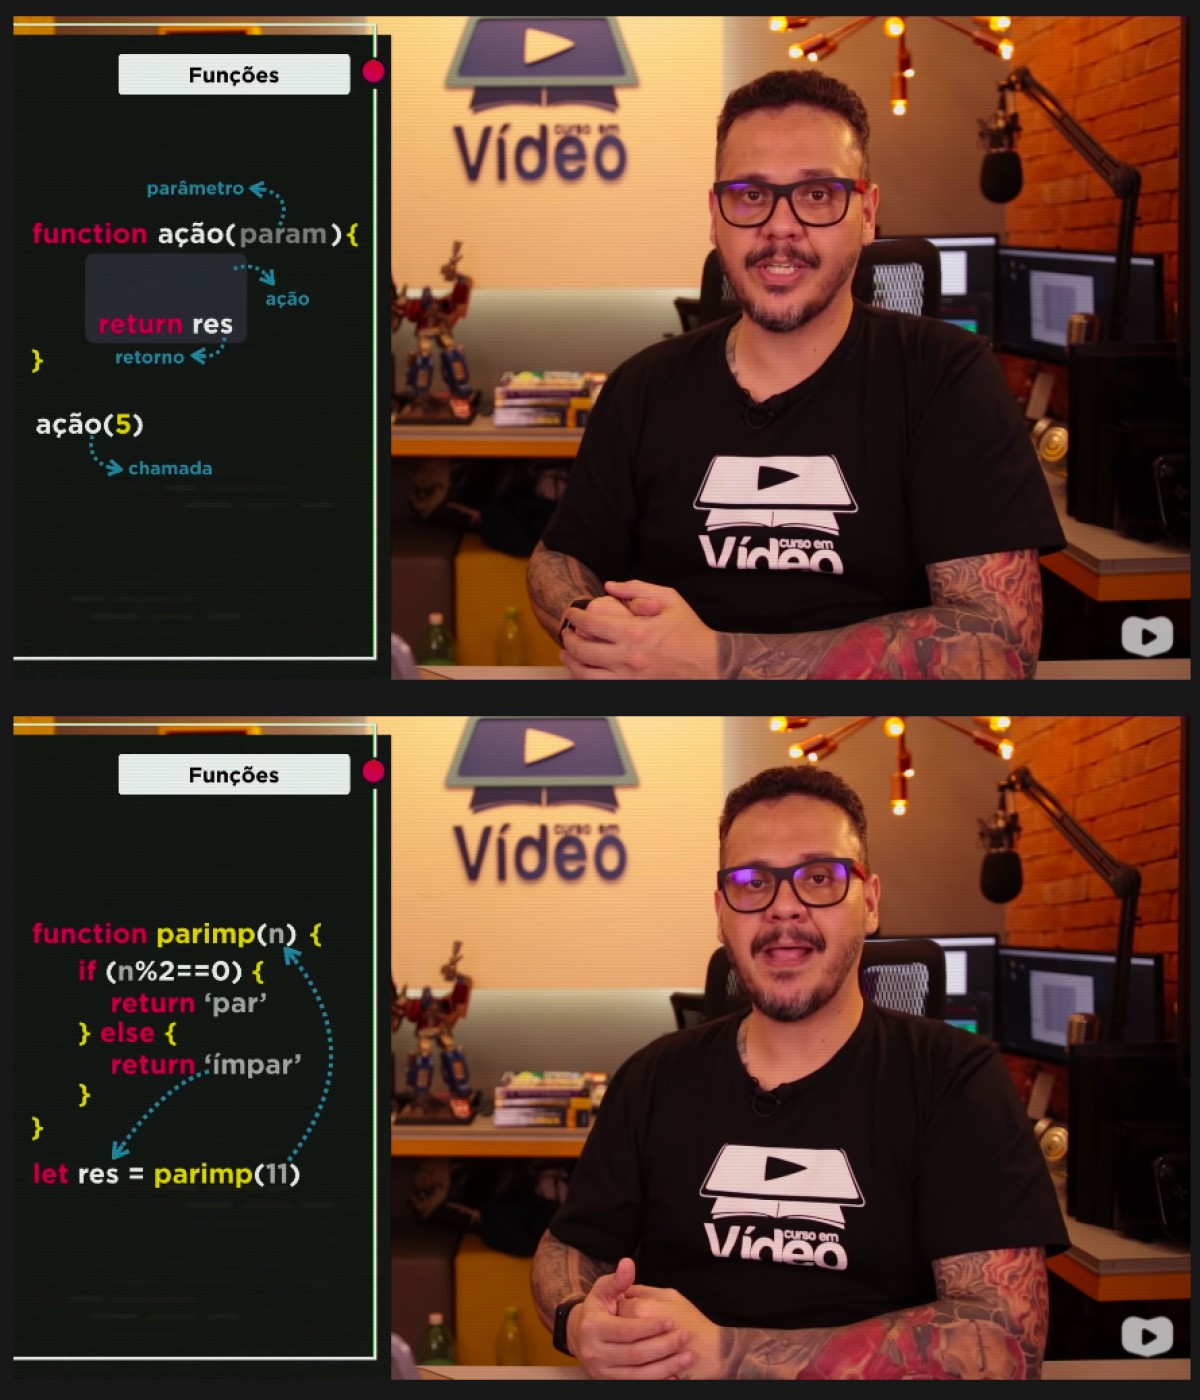 Funções
parâmetro
function ação(param){
ação
return res
retorno
}
ação(5)
chamada
curso em
Vídeo
curso em
Vídeo
Funções
function parimp(n) {
if (n%2==0) {
return ‘par’
} else {
return ‘ímpar’
}
}
let res = parimp(11)
curso em
Vídeo
curso em
Vídeo